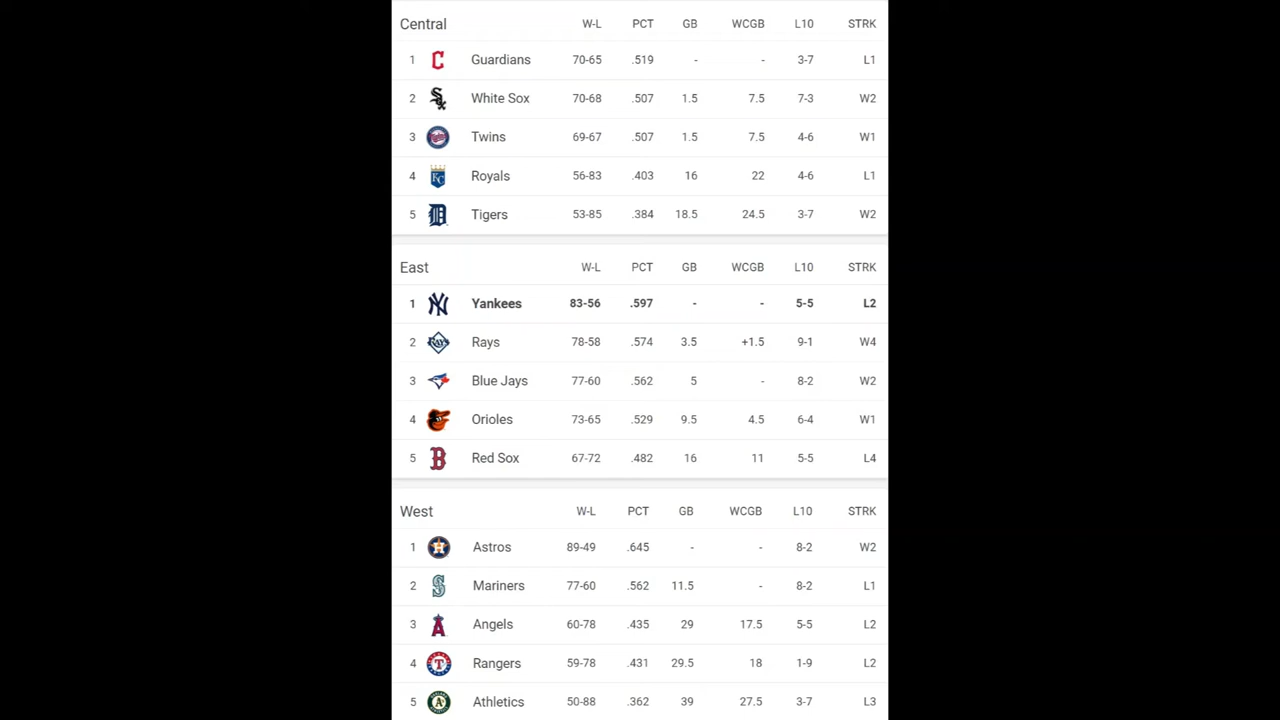 Central W-L PCT GB WCGB L10 STRK
1 Guardians 70-65 .519 - - 3-7 L1
2 White Sox 70-68 .507 1.5 7.5 7-3 W2
3 Twins 69-67 .507 1.5 7.5 4-6 W1
4 Royals 56-83 .403 16 22 4-6 L1
5 Tigers 53-85 .384 18.5 24.5 3-7 W2
East W-L PCT GB WCGB L10 STRK
1 Yankees 83-56 .597 - - 5-5 L2
2 Rays 78-58 .574 3.5 +1.5 9-1 W4
3 Blue Jays 77-60 .562 5 - 8-2 W2
4 Orioles 73-65 .529 9.5 4.5 6-4 W1
5 Red Sox 67-72 .482 16 11 5-5 L4
West W-L PCT GB WCGB L10 STRK
1 Astros 89-49 .645 - - 8-2 W2
2 Mariners 77-60 .562 11.5 - 8-2 L1
3 Angels 60-78 .435 29 17.5 5-5 L2
4 Rangers 59-78 .431 29.5 18 1-9 L2
5 Athletics 50-88 .362 39 27.5 3-7 L3